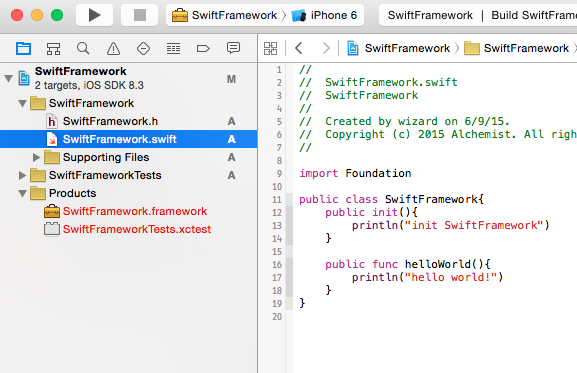 SwiftFramework
iPhone 6
SwiftFramework | Build SwiftFrame
SwiftFramework
M
2 targets, iOS SDK 8.3
SwiftFramework
h SwiftFramework.h A
SwiftFramework.swift A
Supporting Files
SwiftFrameworkTests A
Products
SwiftFramework.framework
SwiftFrameworkTests.xctest
SwiftFramework
SwiftFramework
1 //
2 // SwiftFramework.swift
3 // SwiftFramework
4 //
5 // Created by wizard on 6/9/15.
6 // Copyright (c) 2015 Alchemist. All righ
7 //
8
9 import Foundation
10
11 public class SwiftFramework{
12 public init(){
13 println("init SwiftFramework")
14 }
15
16 public func helloWorld(){
17 println("hello world!")
18 }
19 }
20